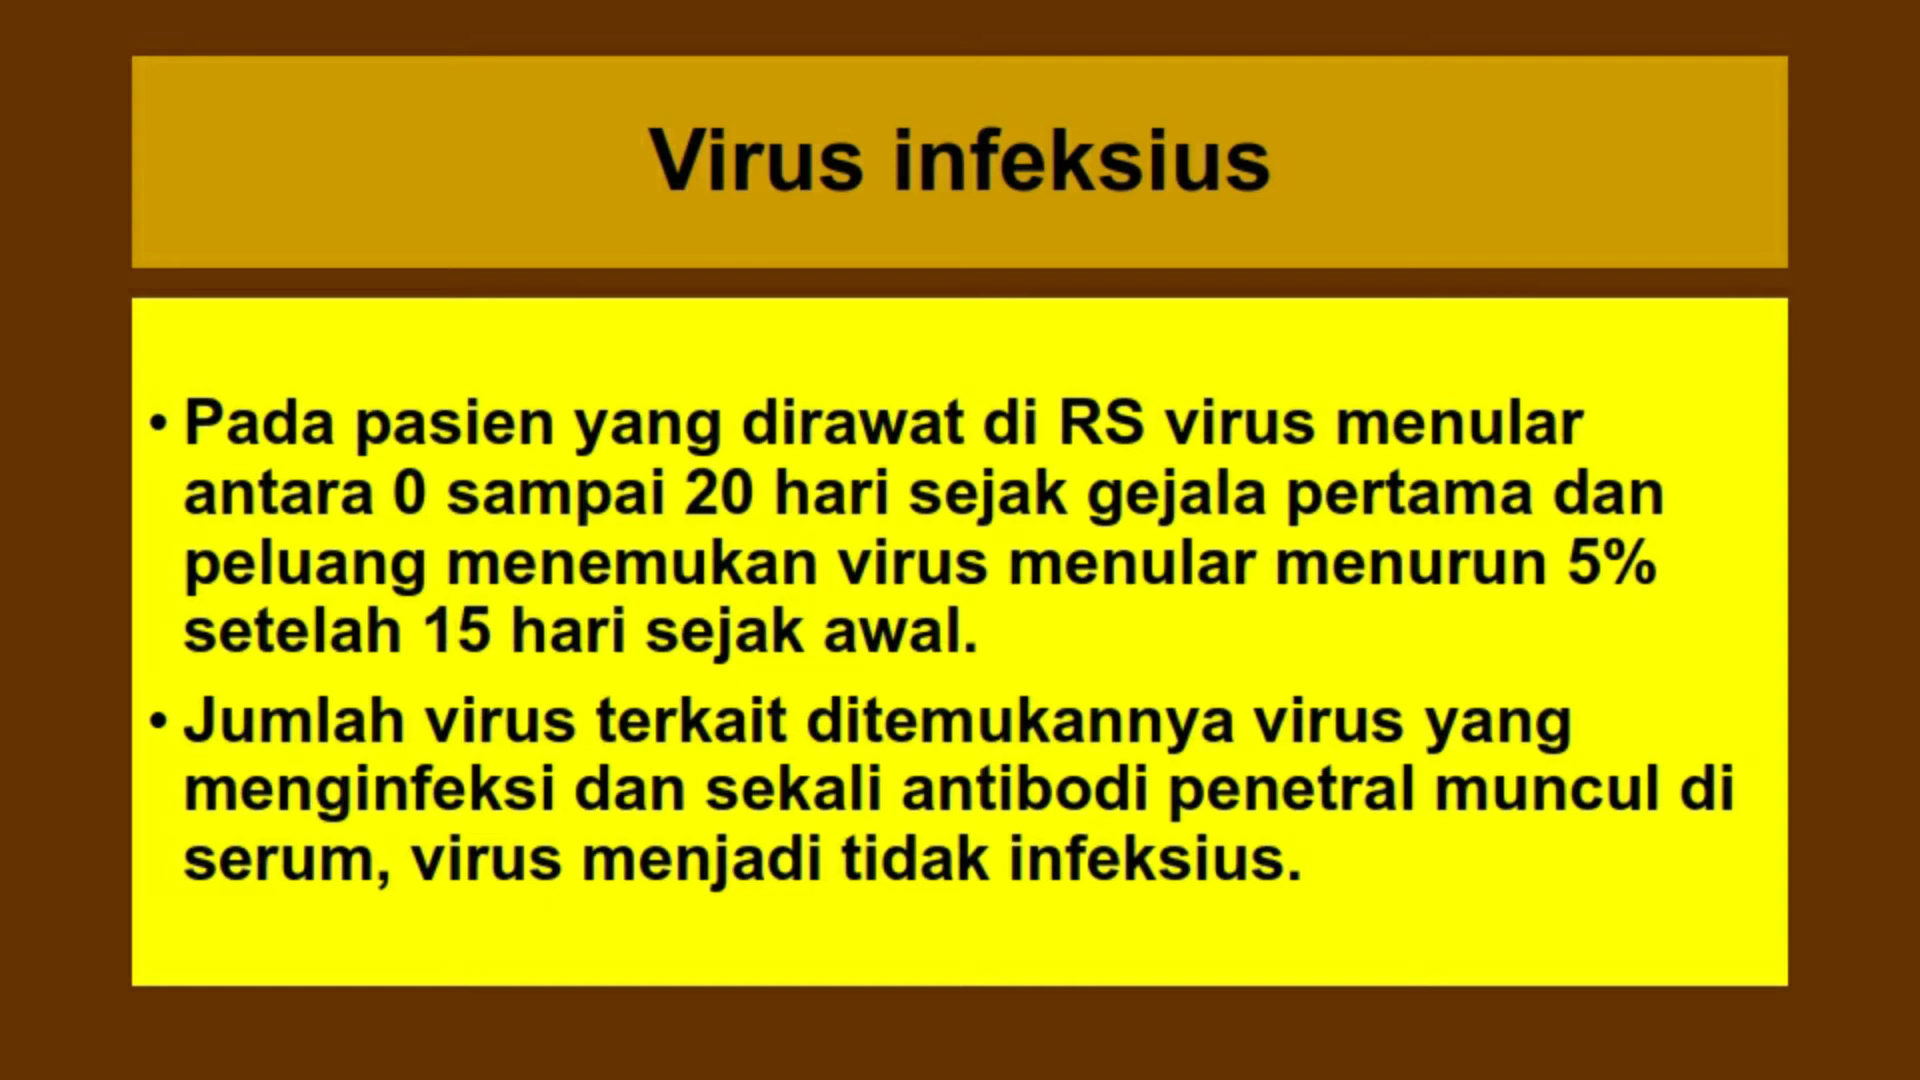 Virus infeksius
• Pada pasien yang dirawat di RS virus menular
antara 0 sampai 20 hari sejak gejala pertama dan
peluang menemukan virus menular menurun 5%
setelah 15 hari sejak awal.
• Jumlah virus terkait ditemukannya virus yang
menginfeksi dan sekali antibodi penetral muncul di
serum, virus menjadi tidak infeksius.